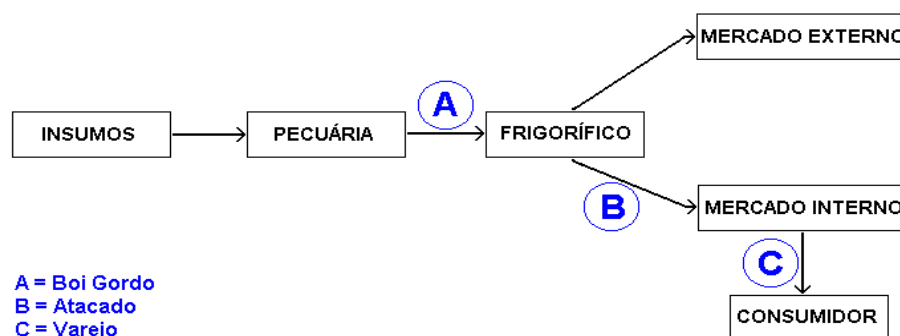 MERCADO EXTERNO
A
INSUMOS
PECUÁRIA
FRIGORÍFICO
B
MERCADO INTERNO
C
A = Boi Gordo
B = Atacado
C = Varejo
CONSUMIDOR